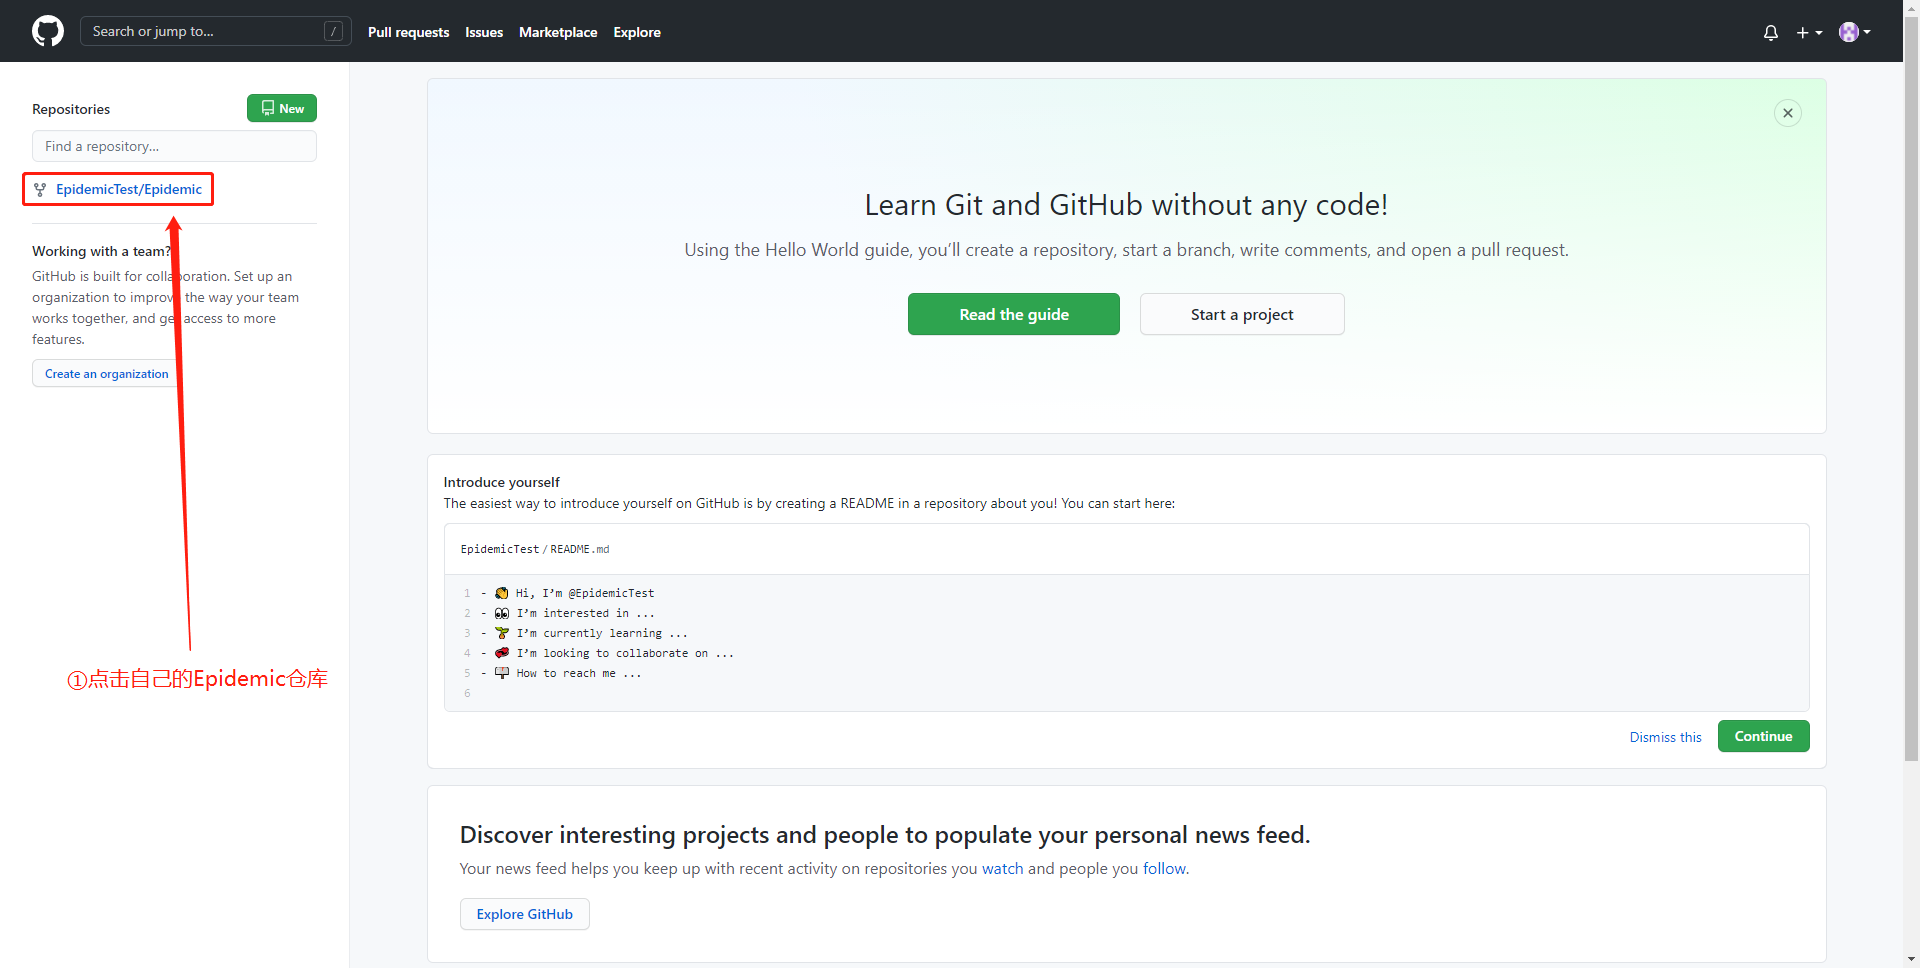 Search or jump to...
/
Pull requests
Issues
Marketplace
Explore
Repositories
New
Find a repository...
EpidemicTest/Epidemic
Working with a team?
GitHub is built for collaboration. Set up an
organization to improve the way your team
works together, and get access to more
features.
Create an organization
①点击自己的Epidemic仓库
Learn Git and GitHub without any code!
Using the Hello World guide, you’ll create a repository, start a branch, write comments, and open a pull request.
Read the guide
Start a project
Introduce yourself
The easiest way to introduce yourself on GitHub is by creating a README in a repository about you! You can start here:
EpidemicTest / README.md
1 - 👋 Hi, I’m @EpidemicTest
2 - 👀 I’m interested in ...
3 - 🌱 I’m currently learning ...
4 - 💞️ I’m looking to collaborate on ...
5 - 📫 How to reach me ...
6
Dismiss this
Continue
Discover interesting projects and people to populate your personal news feed.
Your news feed helps you keep up with recent activity on repositories you watch and people you follow.
Explore GitHub